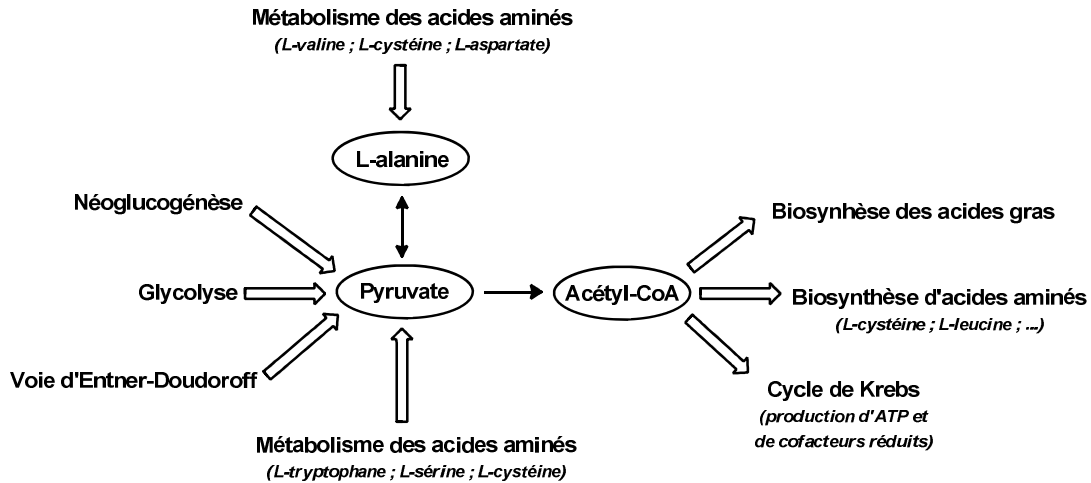 Métabolisme des acides aminés
(L-valine ; L-cystéine ; L-aspartate)
L-alanine
Néoglucogénèse
Biosynhèse des acides gras
Glycolyse
Pyruvate
Acétyl-CoA
Biosynthèse d'acides aminés
(L-cystéine ; L-leucine ; ...)
Voie d'Entner-Doudoroff
Cycle de Krebs
(production d'ATP et
de cofacteurs réduits)
Métabolisme des acides aminés
(L-tryptophane ; L-sérine ; L-cystéine)